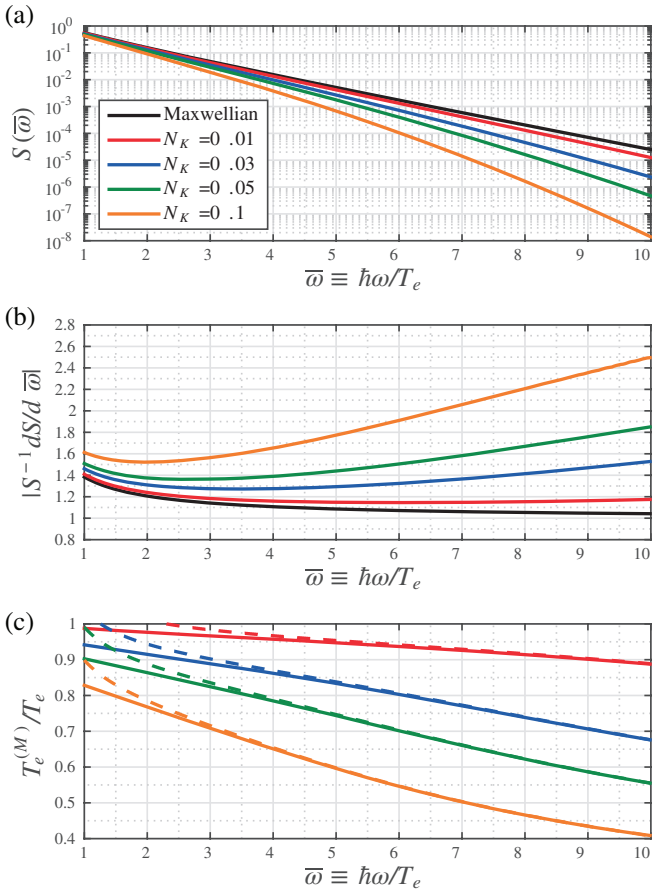 (a)
10^0
10^-1
10^-2
10^-3
10^-4
10^-5
10^-6
10^-7
10^-8
S (ω̅)
Maxwellian
N_K =0 .01
N_K =0 .03
N_K =0 .05
N_K =0 .1
1 2 3 4 5 6 7 8 9 10
ω̅ ≡ ħω/T_e
(b)
2.8
2.6
2.4
2.2
1.8
1.6
1.4
1.2
1
0.8
|S^-1 dS/d ω̅|
1 2 3 4 5 6 7 8 9 10
ω̅ ≡ ħω/T_e
(c)
1
0.9
0.8
0.7
0.6
0.5
0.4
T_e^(M)/T_e
1 2 3 4 5 6 7 8 9 10
ω̅ ≡ ħω/T_e